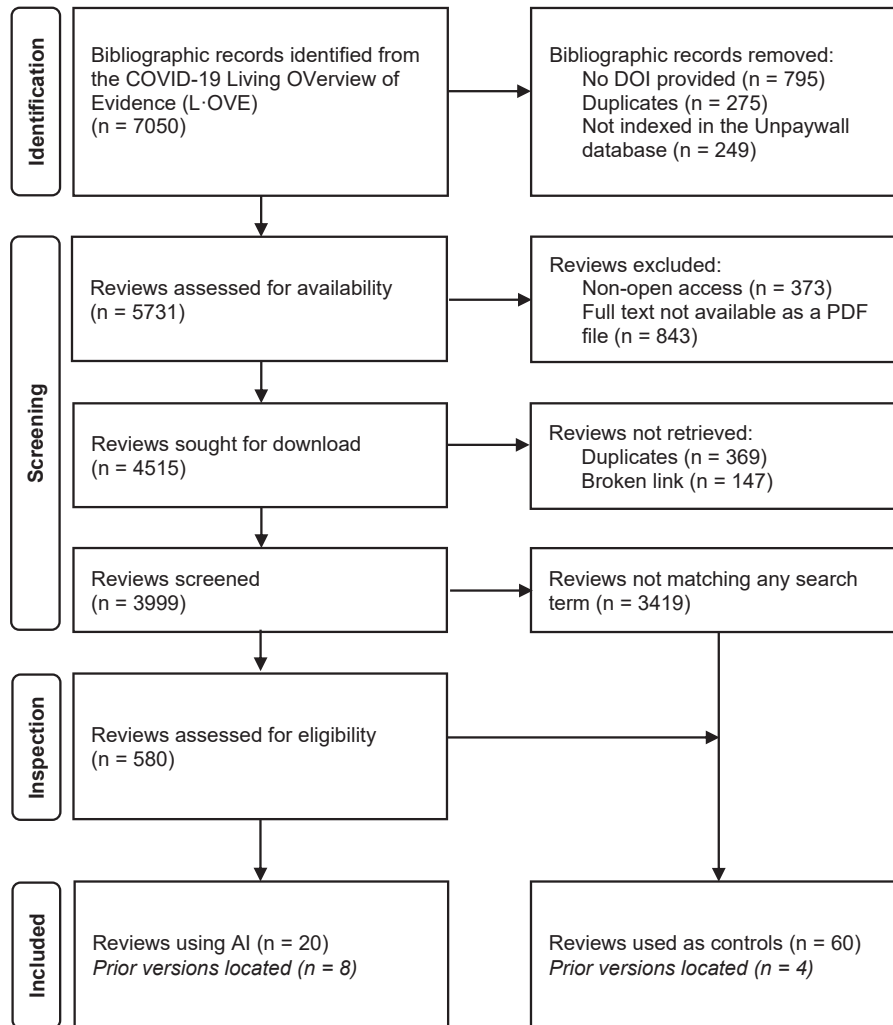 Identification
Bibliographic records identified from
the COVID-19 Living OVerview of
Evidence (L·OVE)
(n = 7050)
Bibliographic records removed:
No DOI provided (n = 795)
Duplicates (n = 275)
Not indexed in the Unpaywall
database (n = 249)
Screening
Reviews assessed for availability
(n = 5731)
Reviews excluded:
Non-open access (n = 373)
Full text not available as a PDF
file (n = 843)
Reviews sought for download
(n = 4515)
Reviews not retrieved:
Duplicates (n = 369)
Broken link (n = 147)
Reviews screened
(n = 3999)
Reviews not matching any search
term (n = 3419)
Inspection
Reviews assessed for eligibility
(n = 580)
Included
Reviews using AI (n = 20)
Prior versions located (n = 8)
Reviews used as controls (n = 60)
Prior versions located (n = 4)